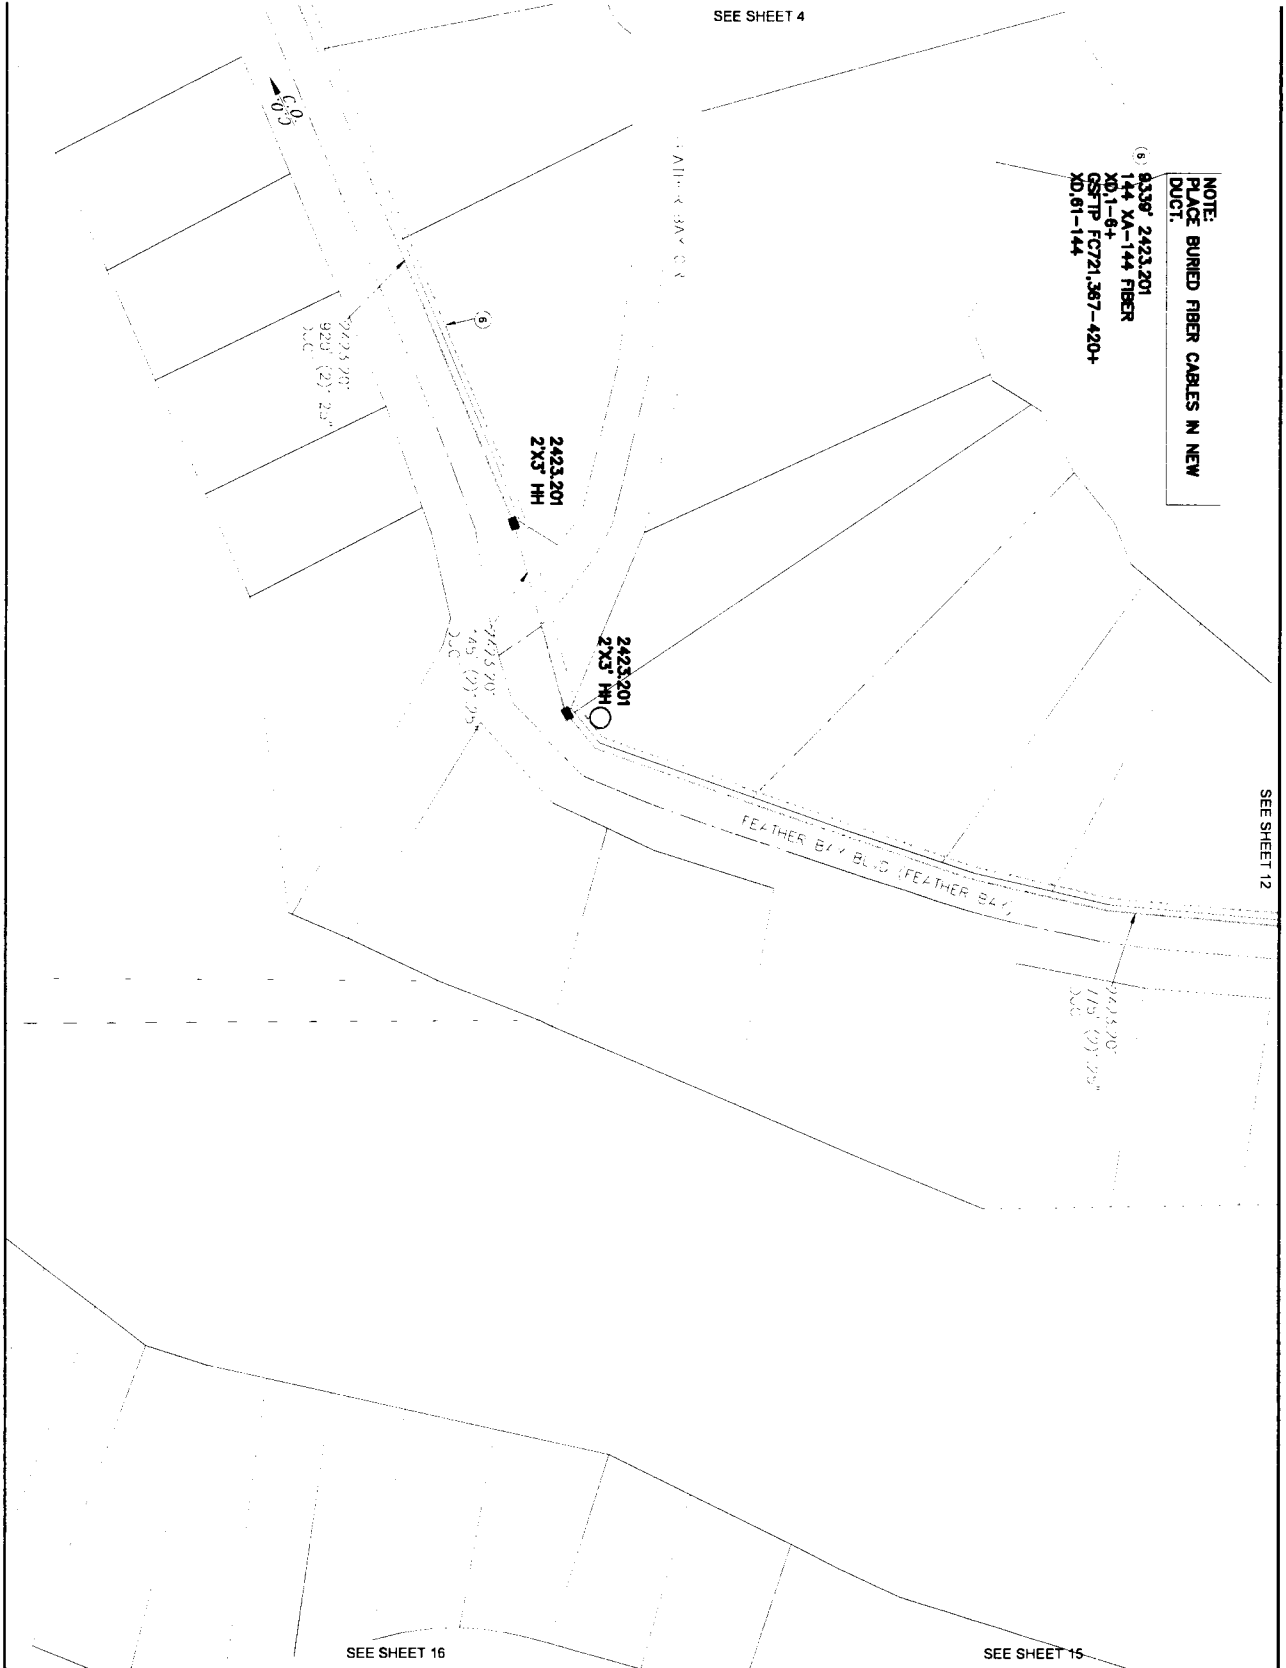 SEE SHEET 4
NOTE:
PLACE BURIED FIBER CABLES IN NEW
DUCT.
(6) 9339' 2423.201
144 XA-144 FIBER
XD,1-6+
GSFTP FC721,367-420+
XD,61-144
C.O.
(6)
2423.201
2'X3' HH
2423.201
2'X3' HH
SEE SHEET 12
FEATHER BAY BLVD (FEATHER BAY)
SEE SHEET 16
SEE SHEET 15